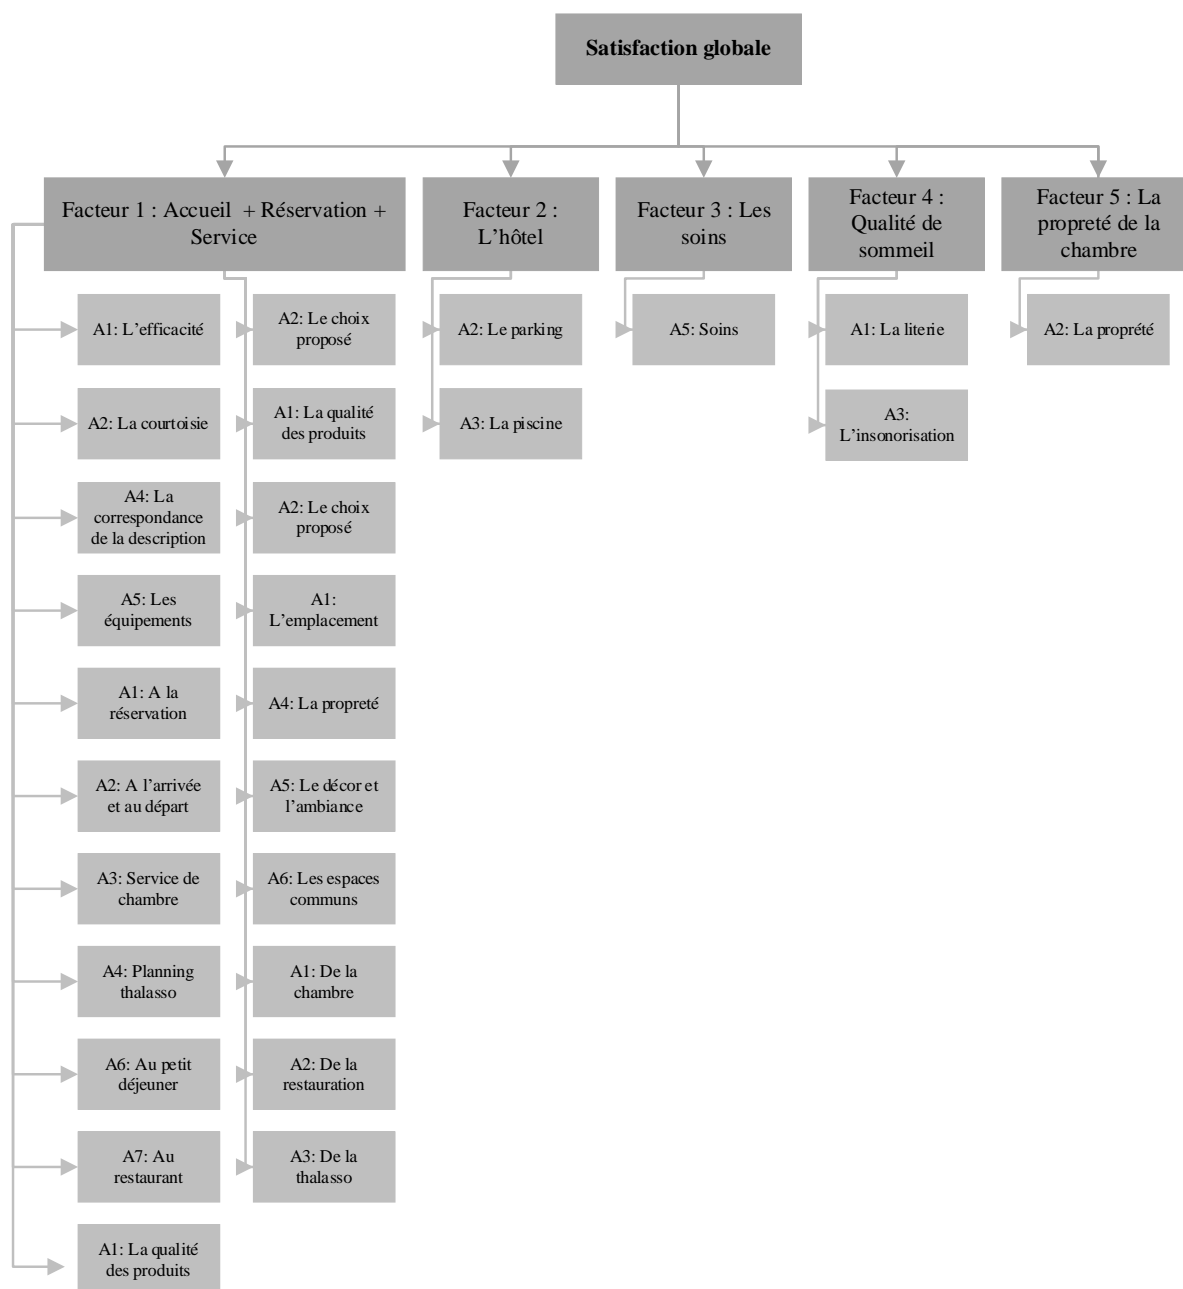 Satisfaction globale
Facteur 1 : Accueil + Réservation +
Service
Facteur 2 :
L’hôtel
Facteur 3 : Les
soins
Facteur 4 :
Qualité de
sommeil
Facteur 5 : La
propreté de la
chambre
A1: L’efficacité
A2: La courtoisie
A4: La
correspondance
de la description
A5: Les
équipements
A1: A la
réservation
A2: A l’arrivée
et au départ
A3: Service de
chambre
A4: Planning
thalasso
A6: Au petit
déjeuner
A7: Au
restaurant
A1: La qualité
des produits
A2: Le choix
proposé
A1: La qualité
des produits
A2: Le choix
proposé
A1:
L’emplacement
A4: La propreté
A5: Le décor et
l’ambiance
A6: Les espaces
communs
A1: De la
chambre
A2: De la
restauration
A3: De la
thalasso
A2: Le parking
A3: La piscine
A5: Soins
A1: La literie
A3:
L’insonorisation
A2: La proprété